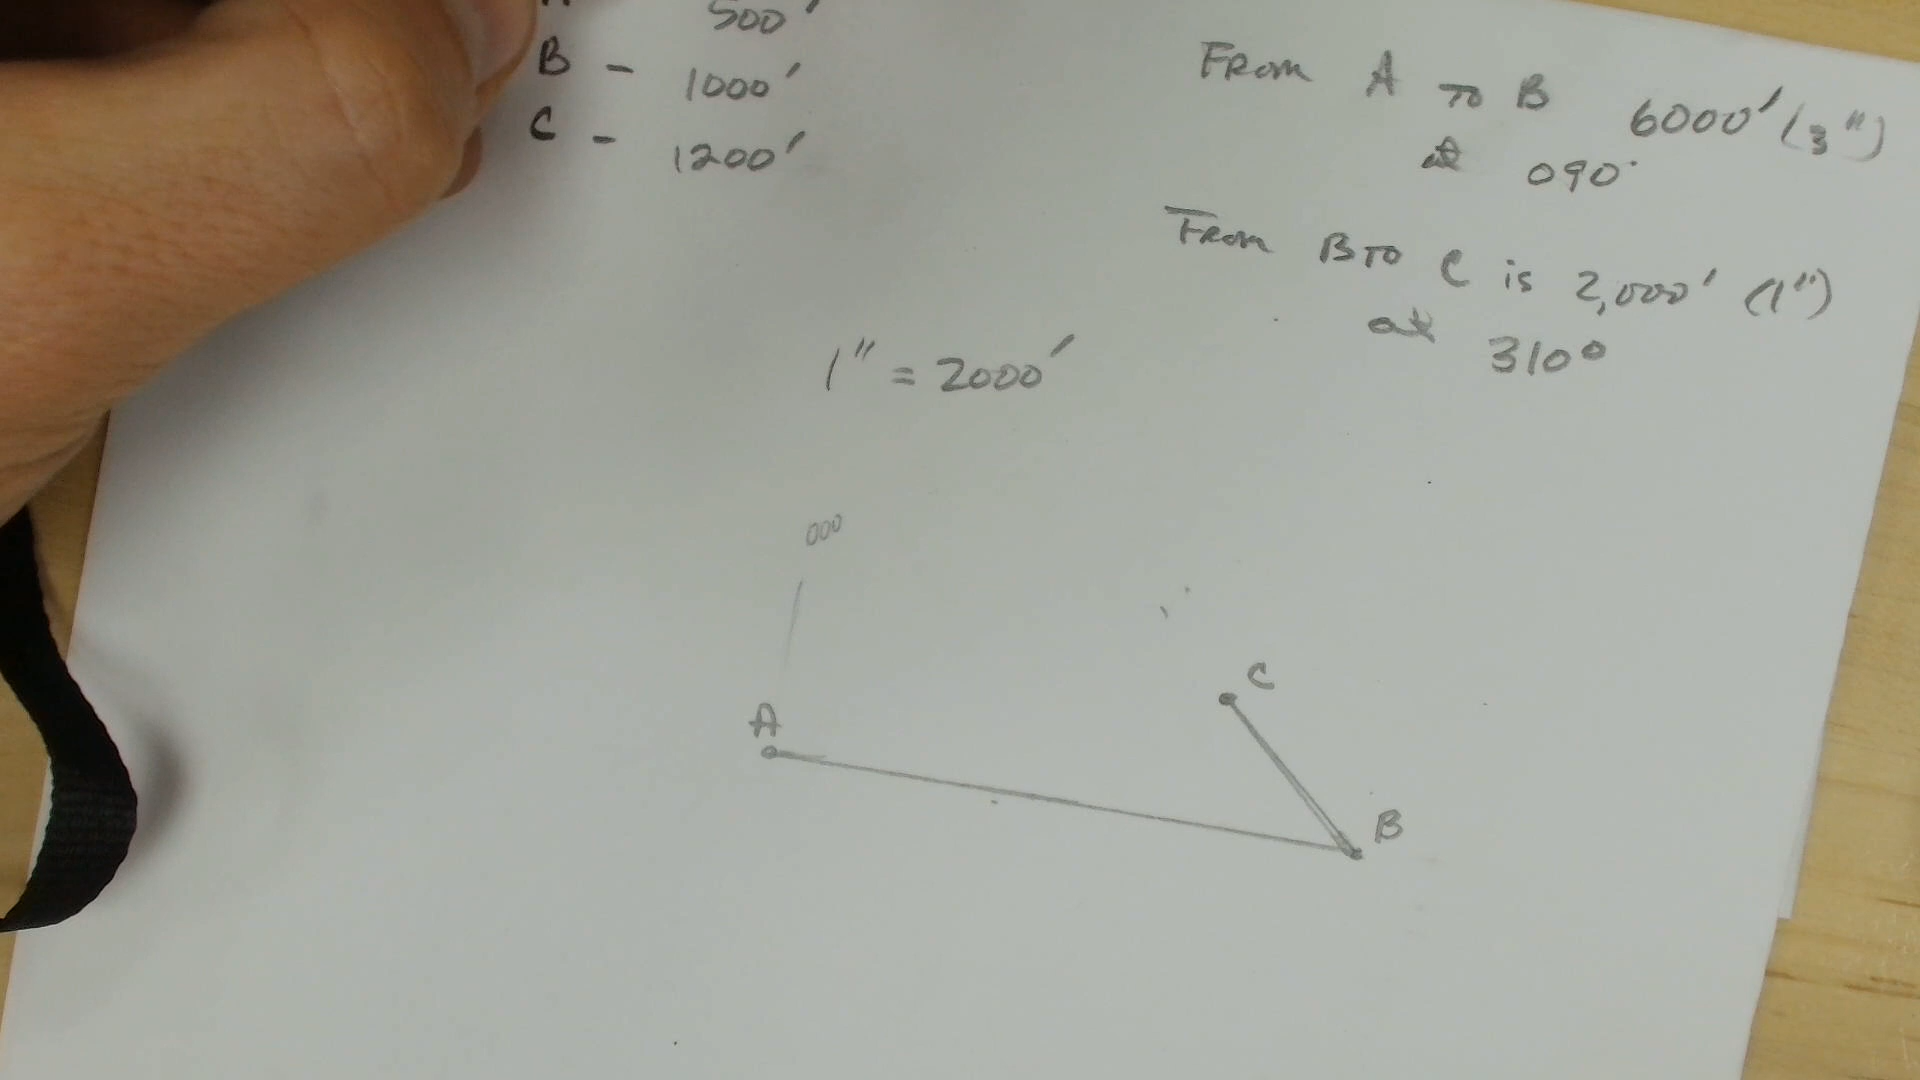 500'
B - 1000'
C - 1200'
From A to B 6000' (3")
at 090°
From B to C is 2,000' (1")
at 310°
1" = 2000'
000
C
A
B